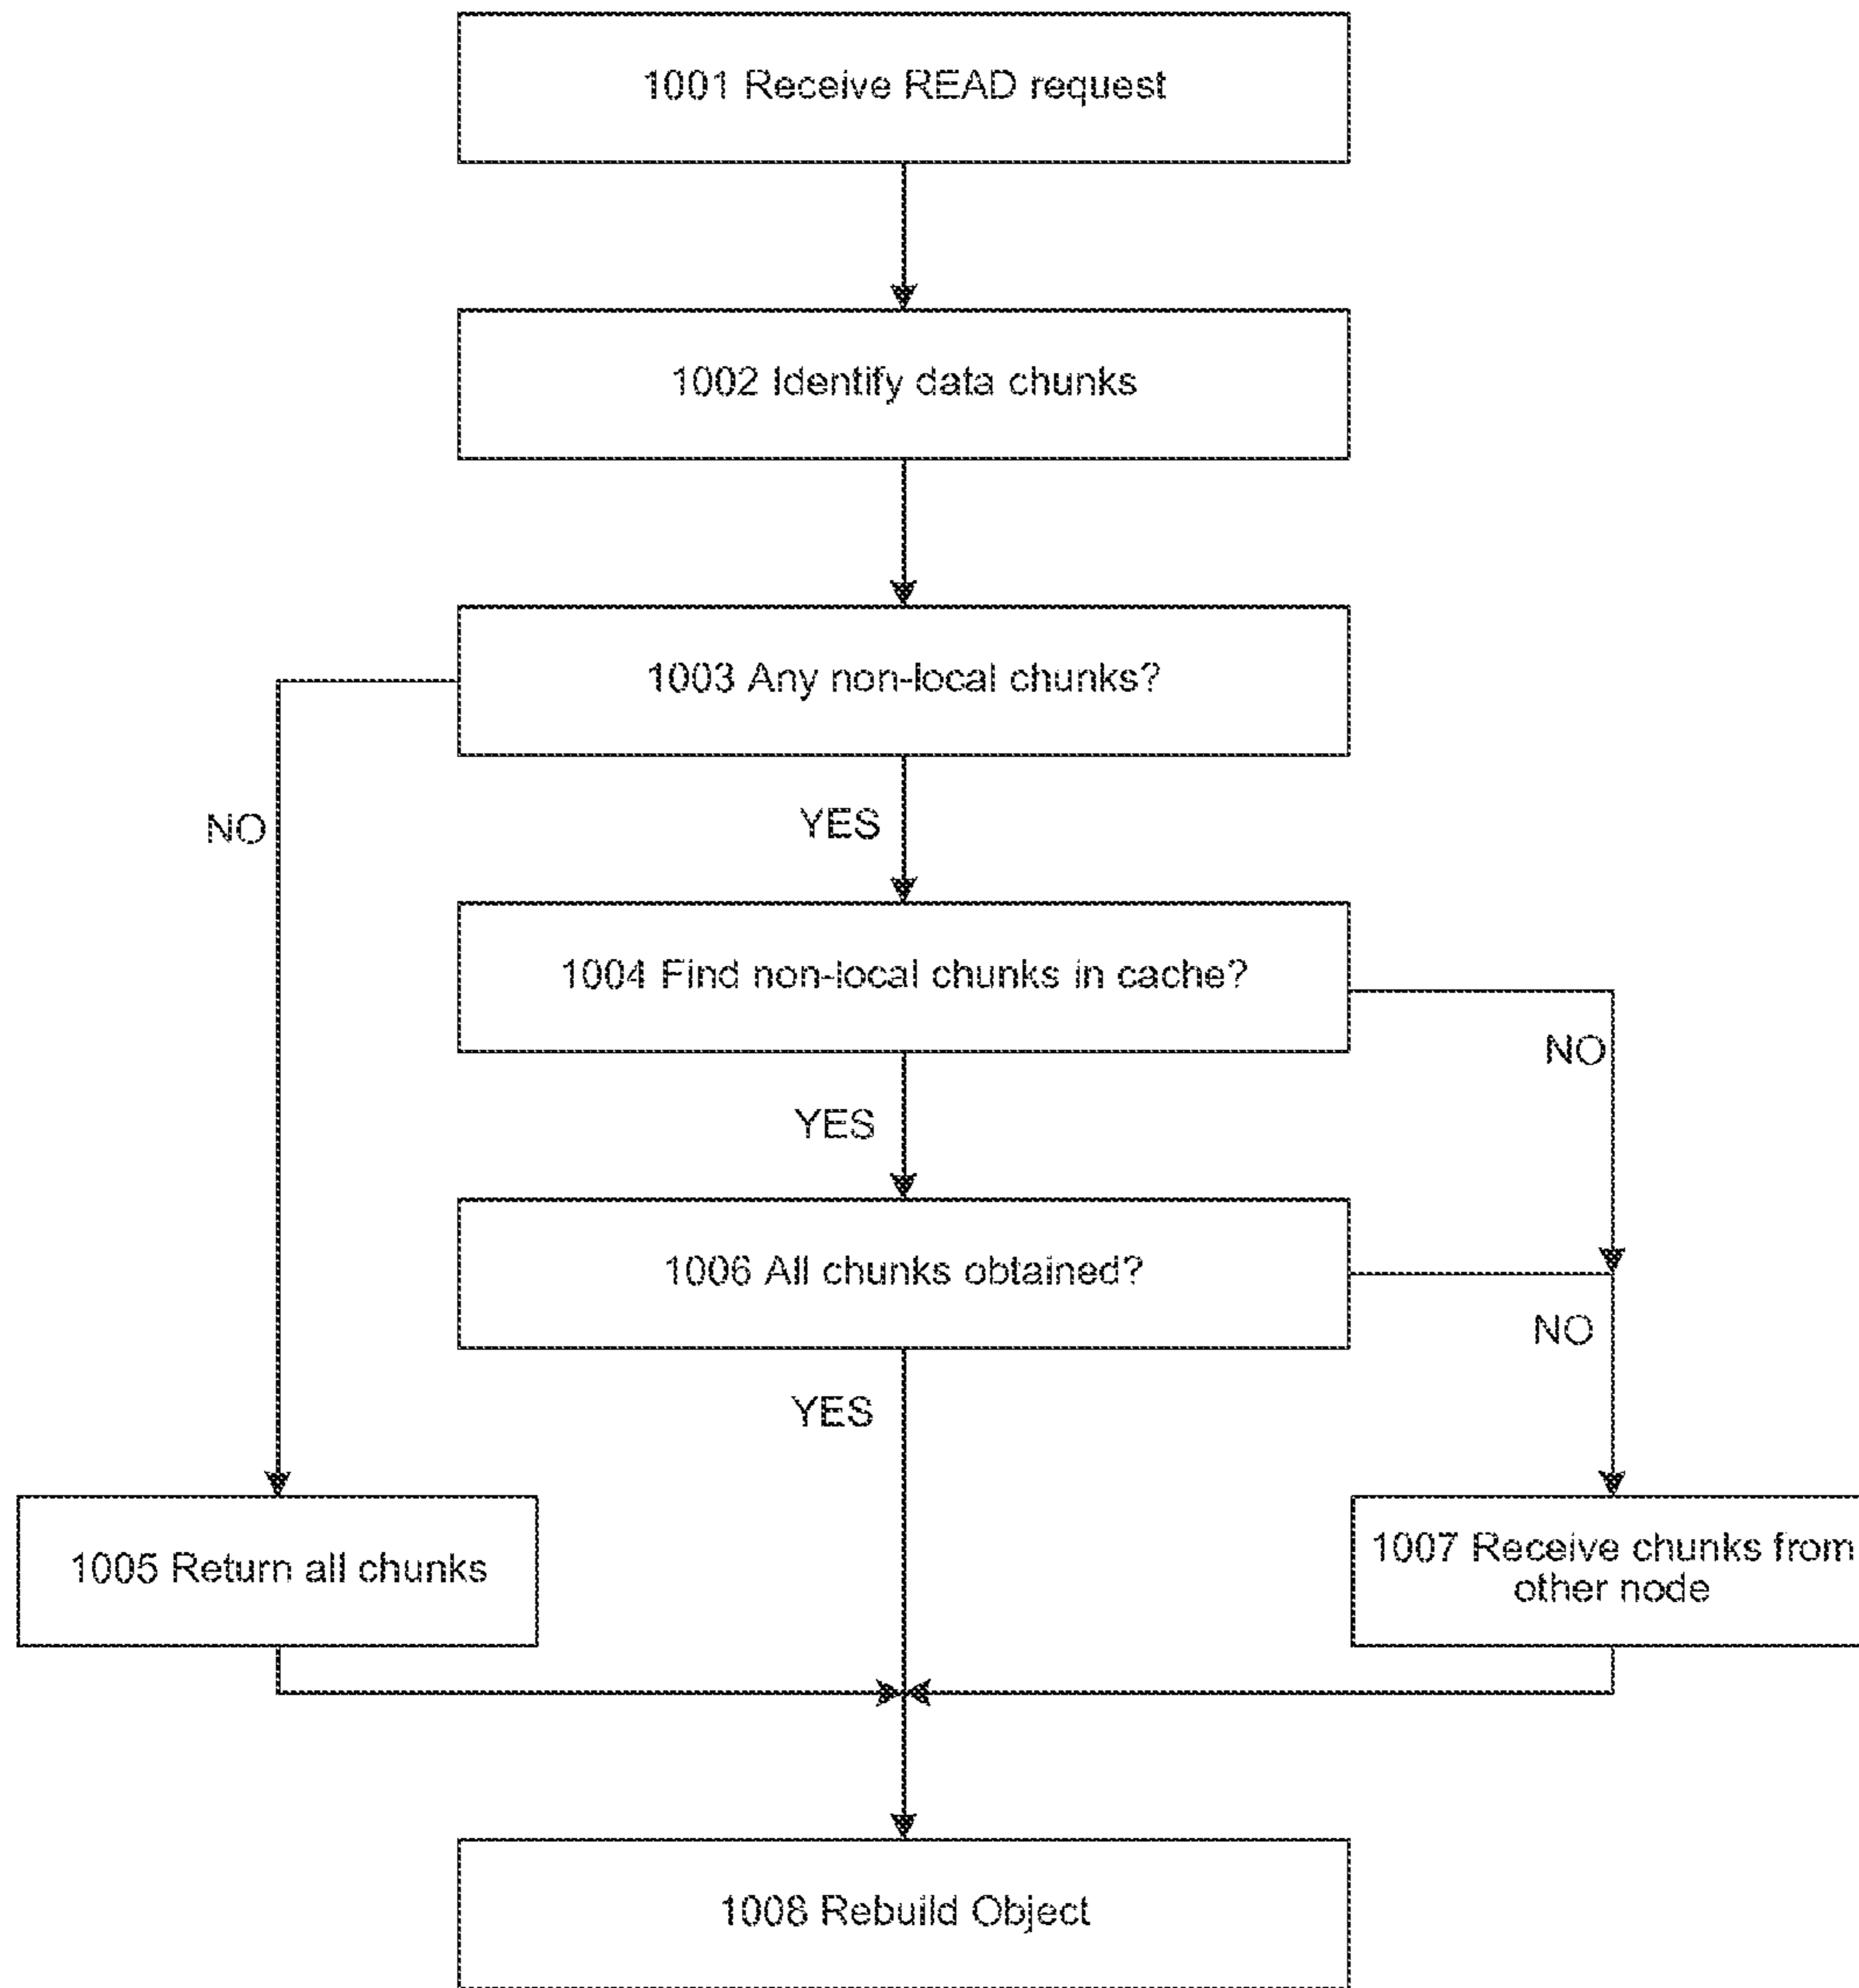 1001 Receive READ request
1002 Identify data chunks
1003 Any non-local chunks?
NO
YES
1004 Find non-local chunks in cache?
NO
YES
1006 All chunks obtained?
NO
YES
1005 Return all chunks
1007 Receive chunks from
other node
1008 Rebuild Object